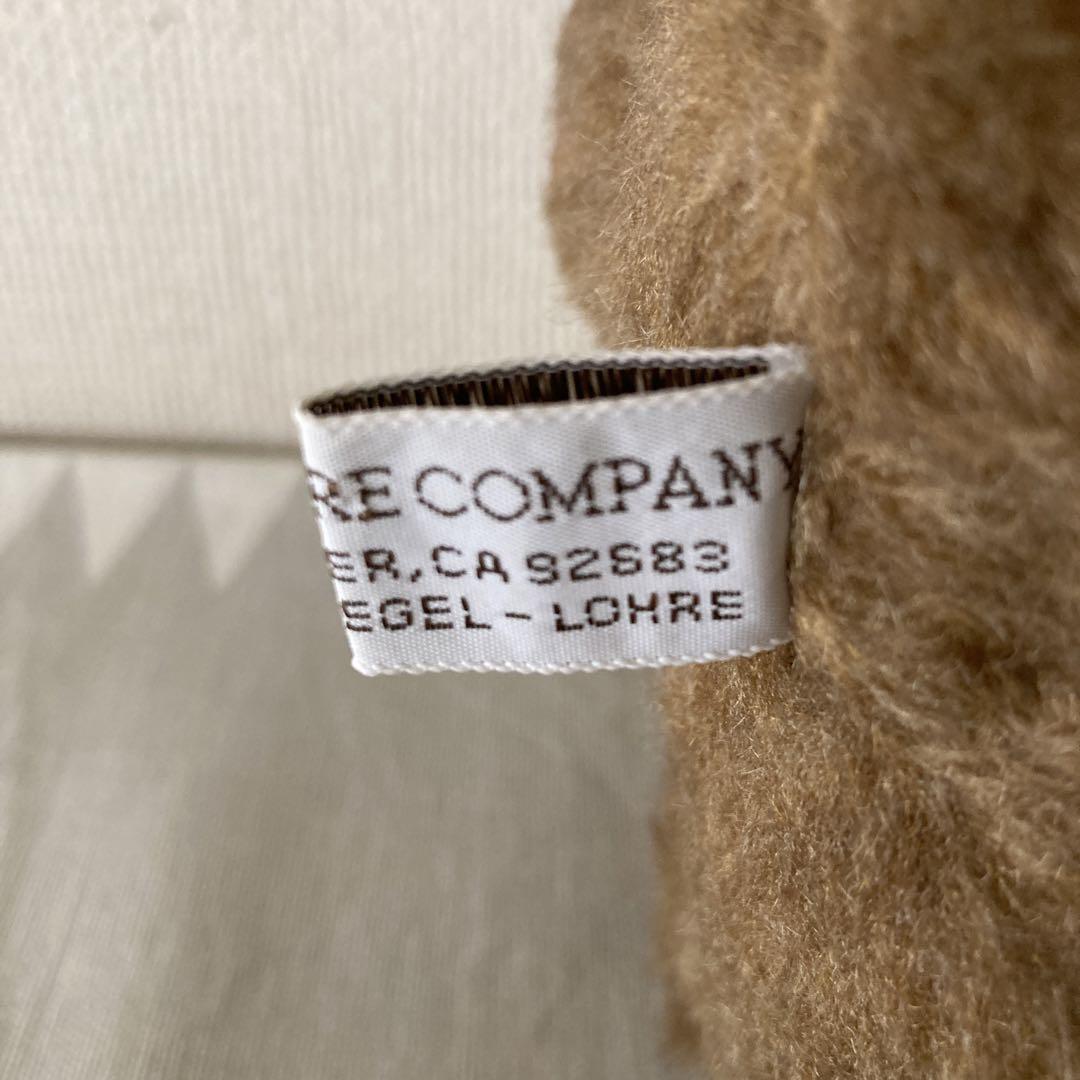 RE COMPANY
ER, CA 92683
EGEL - LOHRE